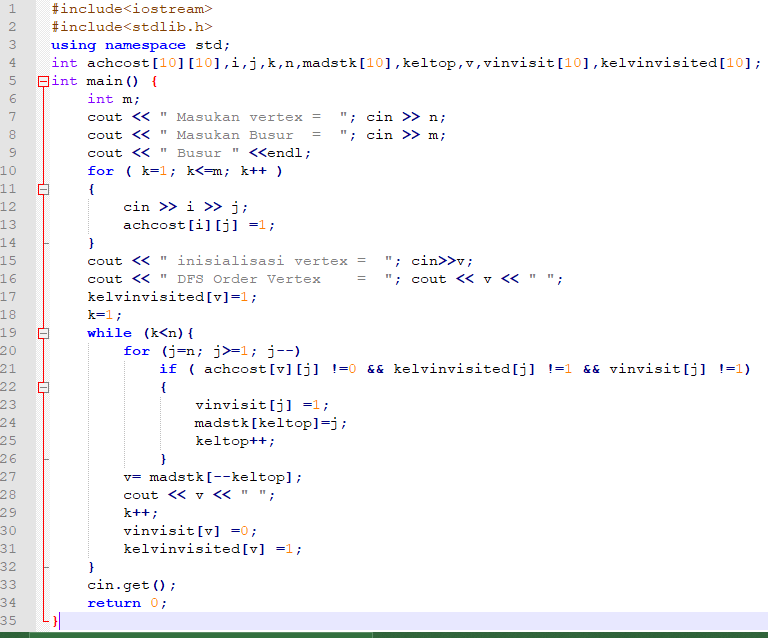 1 #include<iostream>
2 #include<stdlib.h>
3 using namespace std;
4 int achcost[10][10],i,j,k,n,madstk[10],keltop,v,vinvisit[10],kelvinvisited[10];
5 int main() {
6 int m;
7 cout << " Masukan vertex =  "; cin >> n;
8 cout << " Masukan Busur  =  "; cin >> m;
9 cout << " Busur " <<endl;
10 for ( k=1; k<=m; k++ )
11 {
12 cin >> i >> j;
13 achcost[i][j] =1;
14 }
15 cout << " inisialisasi vertex =  "; cin>>v;
16 cout << " DFS Order Vertex    =  "; cout << v << " ";
17 kelvinvisited[v]=1;
18 k=1;
19 while (k<n){
20 for (j=n; j>=1; j--)
21 if ( achcost[v][j] !=0 && kelvinvisited[j] !=1 && vinvisit[j] !=1)
22 {
23 vinvisit[j] =1;
24 madstk[keltop]=j;
25 keltop++;
26 }
27 v= madstk[--keltop];
28 cout << v << " ";
29 k++;
30 vinvisit[v] =0;
31 kelvinvisited[v] =1;
32 }
33 cin.get();
34 return 0;
35 }